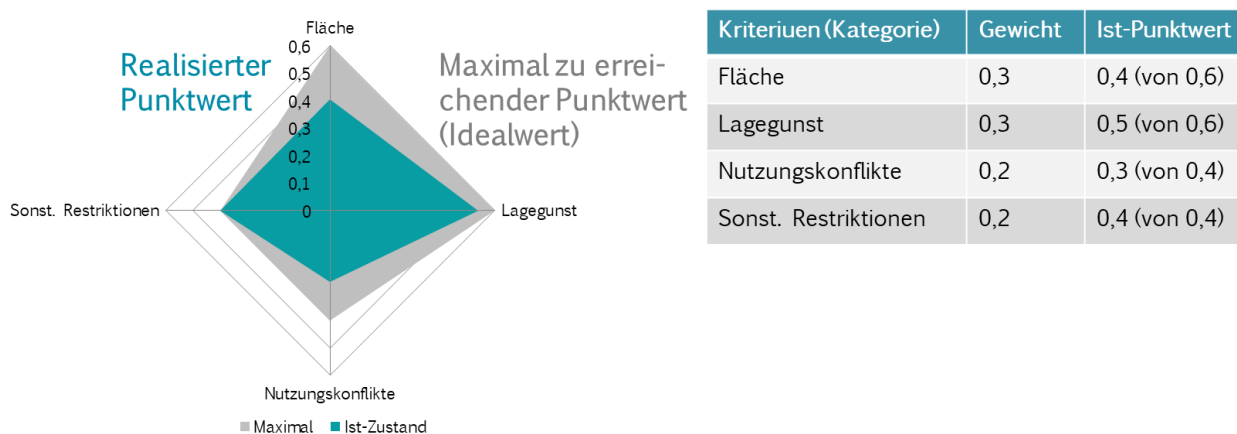 Fläche
Realisierter
Punktwert
Maximal zu errei-
chender Punktwert
(Idealwert)
0,6
0,5
0,4
0,3
0,2
0,1
0
Sonst. Restriktionen
Lagegunst
Nutzungskonflikte
Maximal Ist-Zustand
Kriteriuen (Kategorie) Gewicht Ist-Punktwert
Fläche 0,3 0,4 (von 0,6)
Lagegunst 0,3 0,5 (von 0,6)
Nutzungskonflikte 0,2 0,3 (von 0,4)
Sonst. Restriktionen 0,2 0,4 (von 0,4)